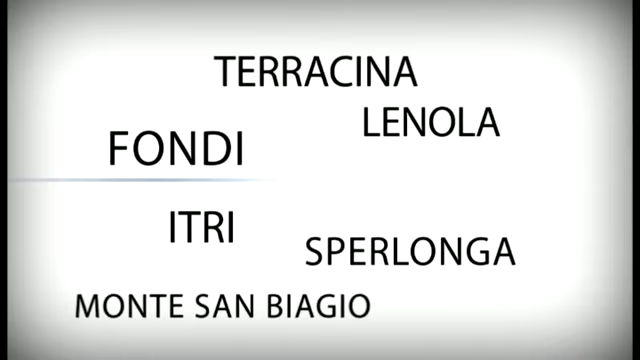 TERRACINA
LENOLA
FONDI
ITRI
SPERLONGA
MONTE SAN BIAGIO